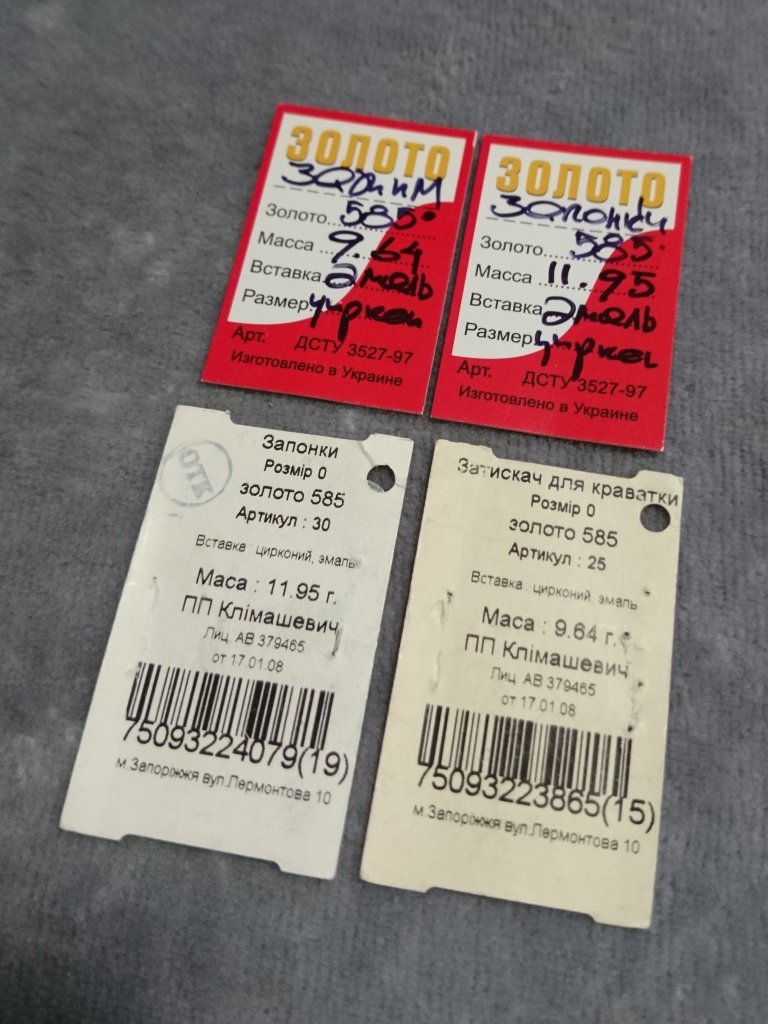 ЗОЛОТО
Зажим
Золото 585°
Масса 9.64
Вставка Эмаль
Размер циркон
Арт. ДСТУ 3527-97
Изготовлено в Украине
ЗОЛОТО
Запонки
Золото 585°
Масса 11.95
Вставка Эмаль
Размер циркон
Арт. ДСТУ 3527-97
Изготовлено в Украине
ОТК
Запонки
Розмір 0
золото 585
Артикул : 30
Вставка : цирконий, эмаль
Маса : 11.95 г.
ПП Клімашевич
Лиц. АВ 379465
от 17.01.08
75093224079(19)
м.Запоріжжя вул.Лермонтова 10
Затискач для краватки
Розмір 0
золото 585
Артикул : 25
Вставка : цирконий, эмаль
Маса : 9.64 г.
ПП Клімашевич
Лиц. АВ 379465
от 17.01.08
75093223865(15)
м.Запоріжжя вул.Лермонтова 10